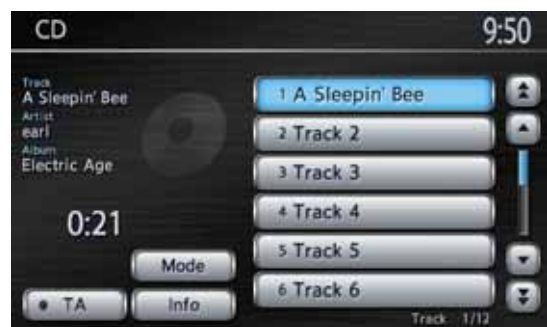 CD
9:50
Track
A Sleepin' Bee
Artist
earl
Album
Electric Age
0:21
Mode
TA
Info
1 A Sleepin' Bee
2 Track 2
3 Track 3
4 Track 4
5 Track 5
6 Track 6
Track 1/12